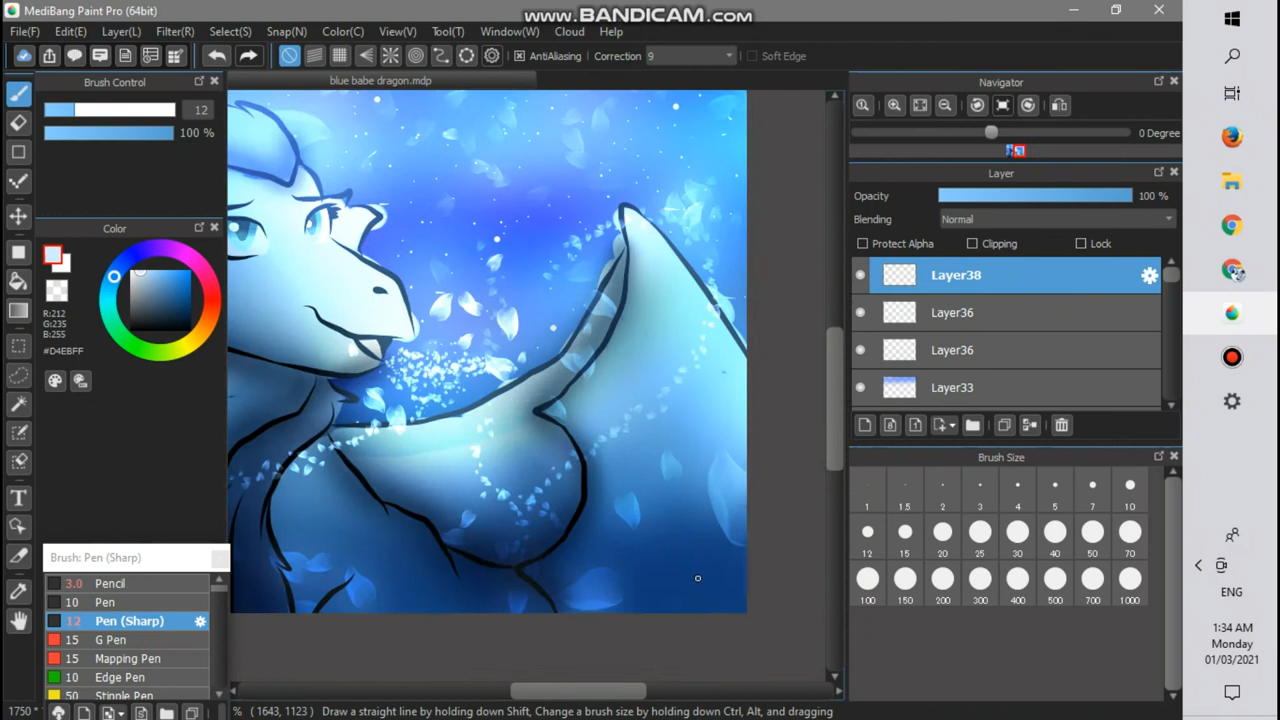 MediBang Paint Pro (64bit)
www.BANDICAM.com
File(F) Edit(E) Layer(L) Filter(R) Select(S) Snap(N) Color(C) View(V) Tool(T) Window(W) Cloud Help
AntiAliasing Correction 9 Soft Edge
Brush Control
12
100 %
blue babe dragon.mdp
Navigator
0 Degree
Layer
Opacity 100 %
Blending Normal
Protect Alpha Clipping Lock
Layer38
Layer36
Layer36
Layer33
Color
R:212
G:235
B:255
#D4EBFF
Brush Size
1 1.5 2 3 4 5 7 10
12 15 20 25 30 40 50 70
100 150 200 300 400 500 700 1000
Brush: Pen (Sharp)
3.0 Pencil
10 Pen
12 Pen (Sharp)
15 G Pen
15 Mapping Pen
10 Edge Pen
50 Stipple Pen
1750 * % ( 1643, 1123 ) Draw a straight line by holding down Shift, Change a brush size by holding down Ctrl, Alt, and dragging
ENG
1:34 AM
Monday
01/03/2021